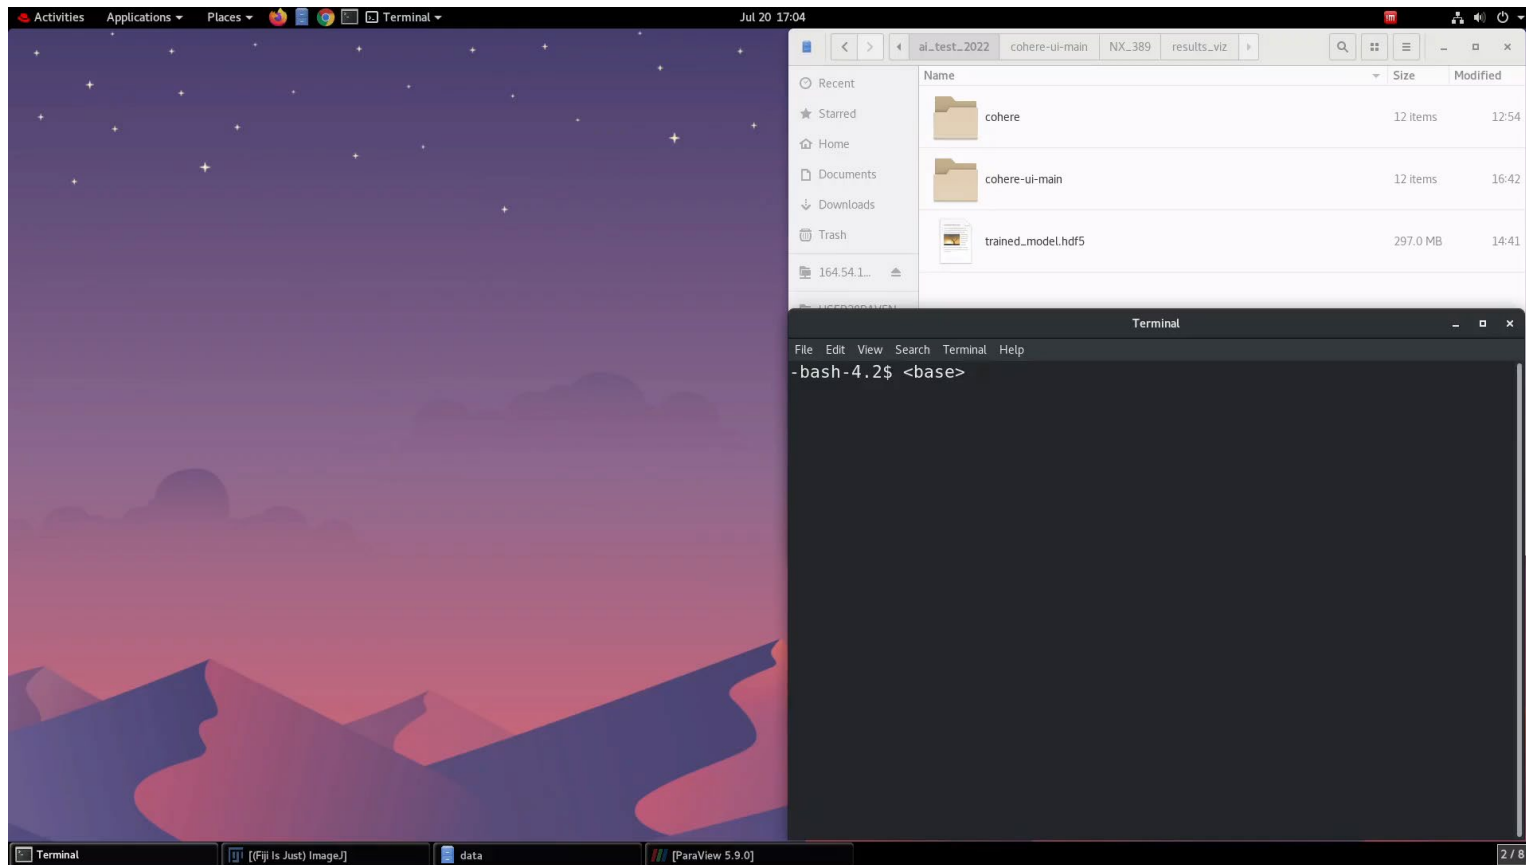 Activities Applications Places Terminal Jul 20 17:04
ai_test_2022 cohere-ui-main NX_389 results_viz
Recent
Starred
Home
Documents
Downloads
Trash
164.54.1...
Name Size Modified
cohere 12 items 12:54
cohere-ui-main 12 items 16:42
trained_model.hdf5 297.0 MB 14:41
Terminal
File Edit View Search Terminal Help
-bash-4.2$ <base>
Terminal [(Fiji Is Just) ImageJ] data [ParaView 5.9.0] 2 / 8